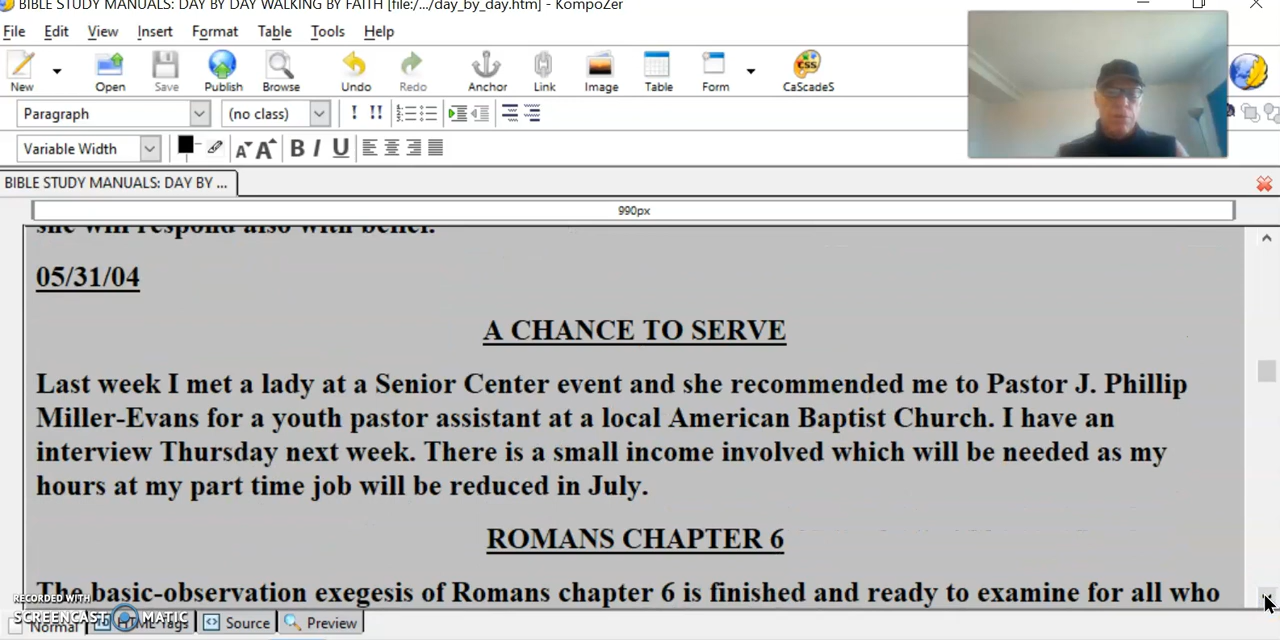 BIBLE STUDY MANUALS: DAY BY DAY WALKING BY FAITH [file:/.../day_by_day.htm] - KompoZer
File Edit View Insert Format Table Tools Help
New Open Save Publish Browse Undo Redo Anchor Link Image Table Form CaScadeS
Paragraph (no class) ! !!
Variable Width A A B I U
BIBLE STUDY MANUALS: DAY BY ...
990px
she will respond also with belief.
05/31/04
A CHANCE TO SERVE
Last week I met a lady at a Senior Center event and she recommended me to Pastor J. Phillip
Miller-Evans for a youth pastor assistant at a local American Baptist Church. I have an
interview Thursday next week. There is a small income involved which will be needed as my
hours at my part time job will be reduced in July.
ROMANS CHAPTER 6
The basic-observation exegesis of Romans chapter 6 is finished and ready to examine for all who
RECORDED WITH
SCREENCAST MATIC
Normal HTML Tags Source Preview